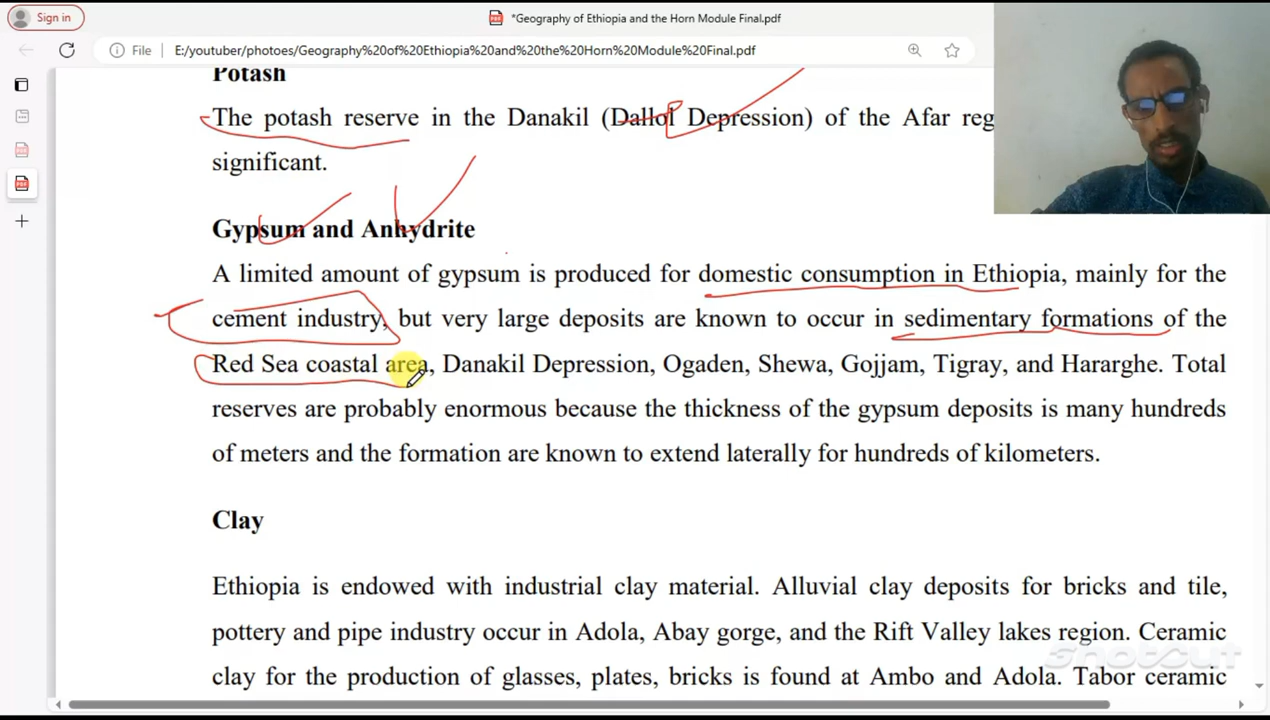 Sign in
*Geography of Ethiopia and the Horn Module Final.pdf
File
E:/youtuber/photoes/Geography%20of%20Ethiopia%20and%20the%20Horn%20Module%20Final.pdf
Potash
The potash reserve in the Danakil (Dallol Depression) of the Afar reg
significant.
Gypsum and Anhydrite
A limited amount of gypsum is produced for domestic consumption in Ethiopia, mainly for the
cement industry, but very large deposits are known to occur in sedimentary formations of the
Red Sea coastal area, Danakil Depression, Ogaden, Shewa, Gojjam, Tigray, and Hararghe. Total
reserves are probably enormous because the thickness of the gypsum deposits is many hundreds
of meters and the formation are known to extend laterally for hundreds of kilometers.
Clay
Ethiopia is endowed with industrial clay material. Alluvial clay deposits for bricks and tile,
pottery and pipe industry occur in Adola, Abay gorge, and the Rift Valley lakes region. Ceramic
clay for the production of glasses, plates, bricks is found at Ambo and Adola. Tabor ceramic